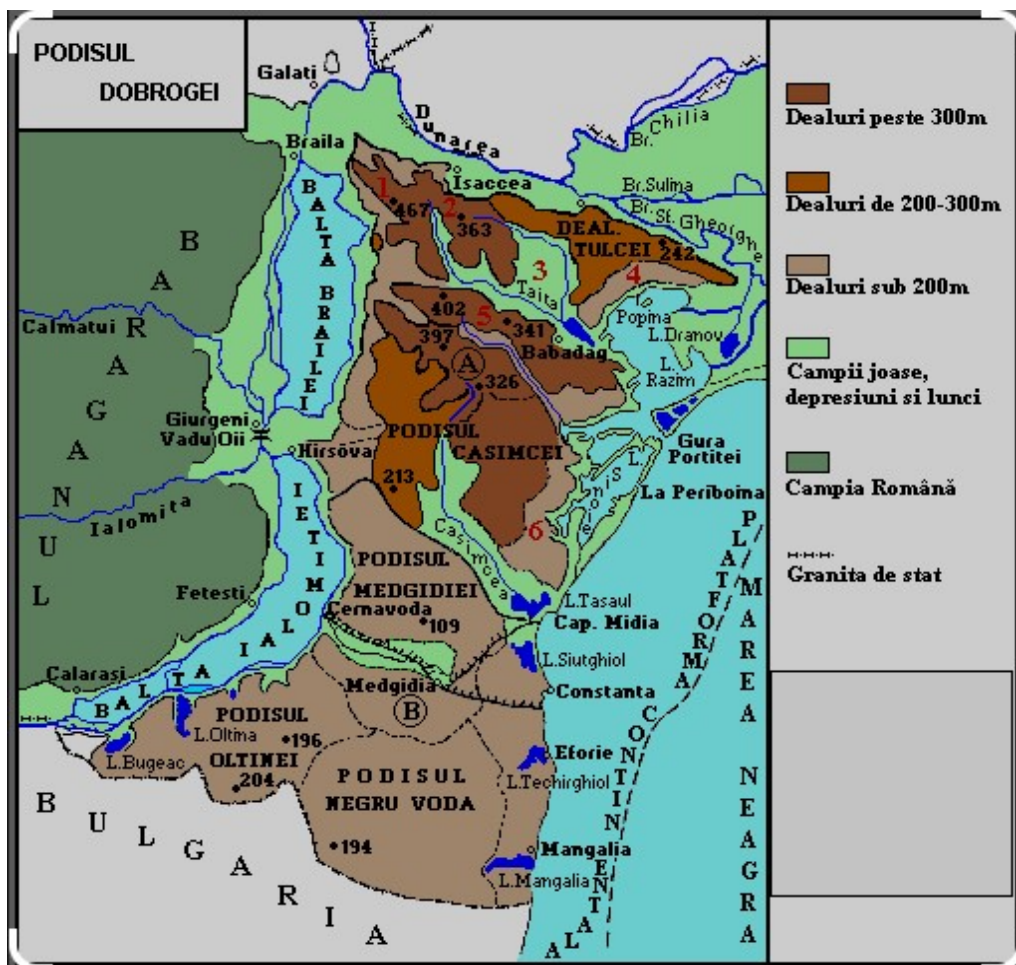 PODISUL
DOBROGEI
Galati
Braila
Dunarea
Br. Chilia
Isaccea
Br.Sulina
Br. St. Gheorghe
BALTA BRAILEI
1
467
2
363
DEAL.
TULCEI
242
3
4
Taita
Popina
L.Dranov
402
5
341
397
Babadag
L.
Razim
A
326
Calmatui
BARAGANUL
Giurgeni
Vadu Oii
Hirsova
PODISUL
CASIMCEI
Gura
Portitei
L. Sinoie
La Periboina
213
Ialomita
6
Casimcea
PODISUL
MEDGIDIEI
Fetesti
Cernavoda
109
L.Tasaul
Cap. Midia
L.Siutghiol
BALTA IALOMITEI
Calarasi
Medgidia
B
Constanta
PODISUL
OLTINEI
L.Oltina
196
L.Bugeac
204
Eforie
L.Techirghiol
PODISUL
NEGRU VODA
194
Mangalia
L.Mangalia
BULGARIA
PLATFORMA CONTINENTALA
MAREA NEAGRA
Dealuri peste 300m
Dealuri de 200-300m
Dealuri sub 200m
Campii joase,
depresiuni si lunci
Campia Română
Granita de stat